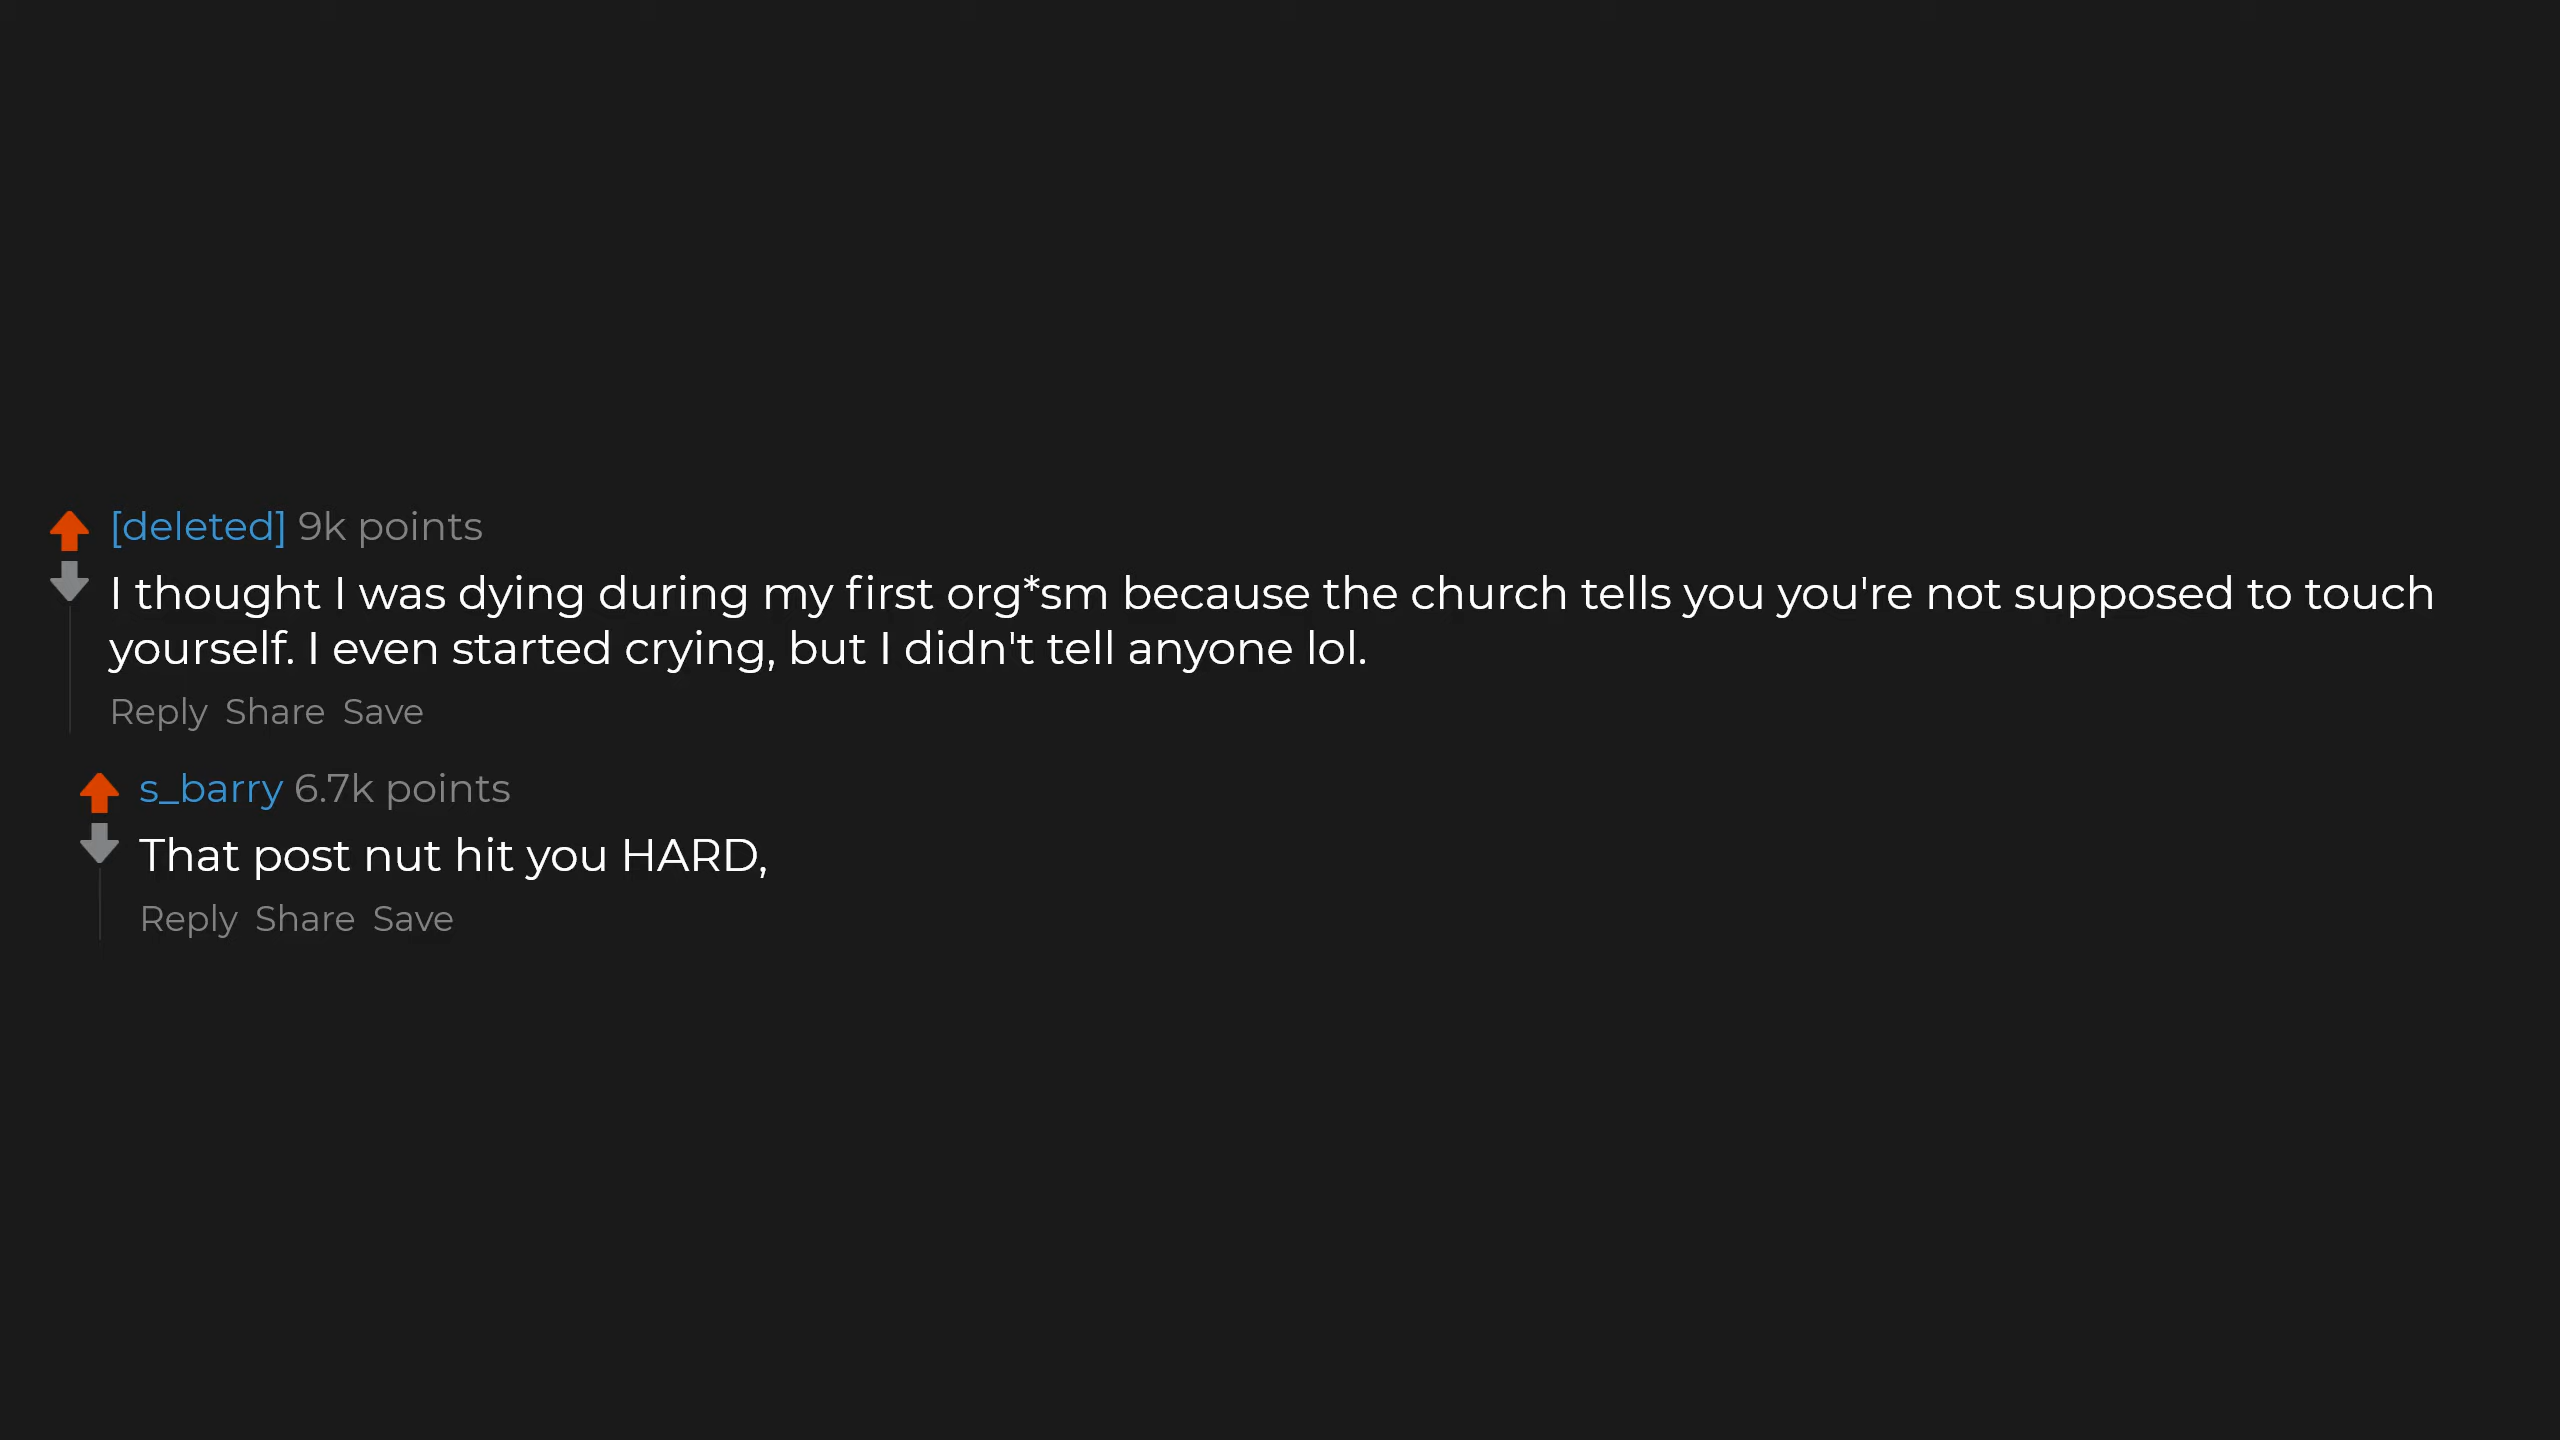 [deleted] 9k points
I thought I was dying during my first org*sm because the church tells you you're not supposed to touch
yourself. I even started crying, but I didn't tell anyone lol.
Reply Share Save
s_barry 6.7k points
That post nut hit you HARD,
Reply Share Save